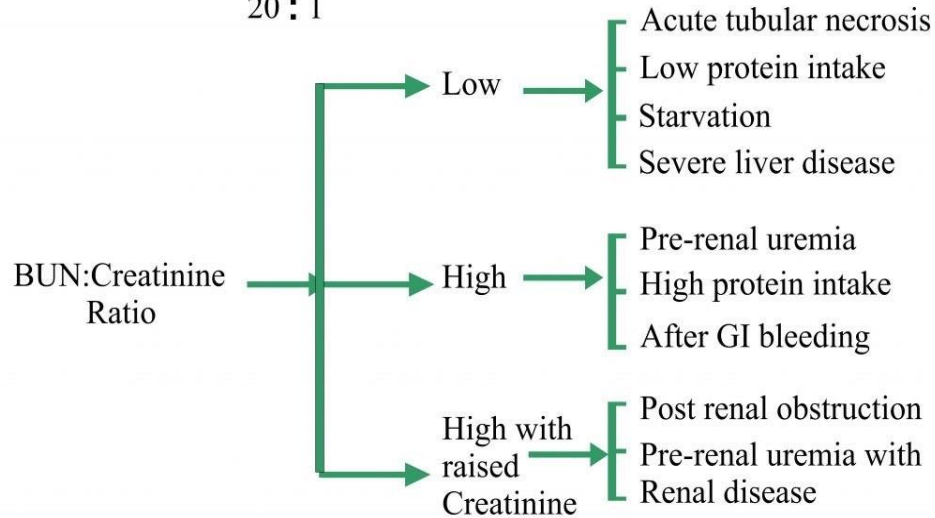 20 : 1
Acute tubular necrosis
Low
Low protein intake
Starvation
Severe liver disease
BUN:Creatinine
Ratio
High
Pre-renal uremia
High protein intake
After GI bleeding
High with
raised
Creatinine
Post renal obstruction
Pre-renal uremia with
Renal disease